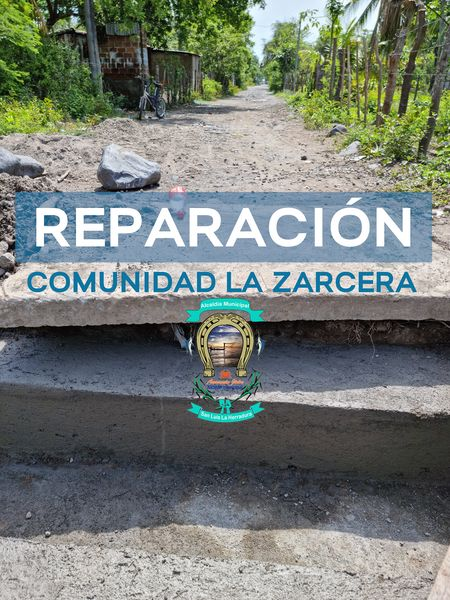 REPARACIÓN
COMUNIDAD LA ZARCERA
Alcaldía Municipal
San Luis La Herradura